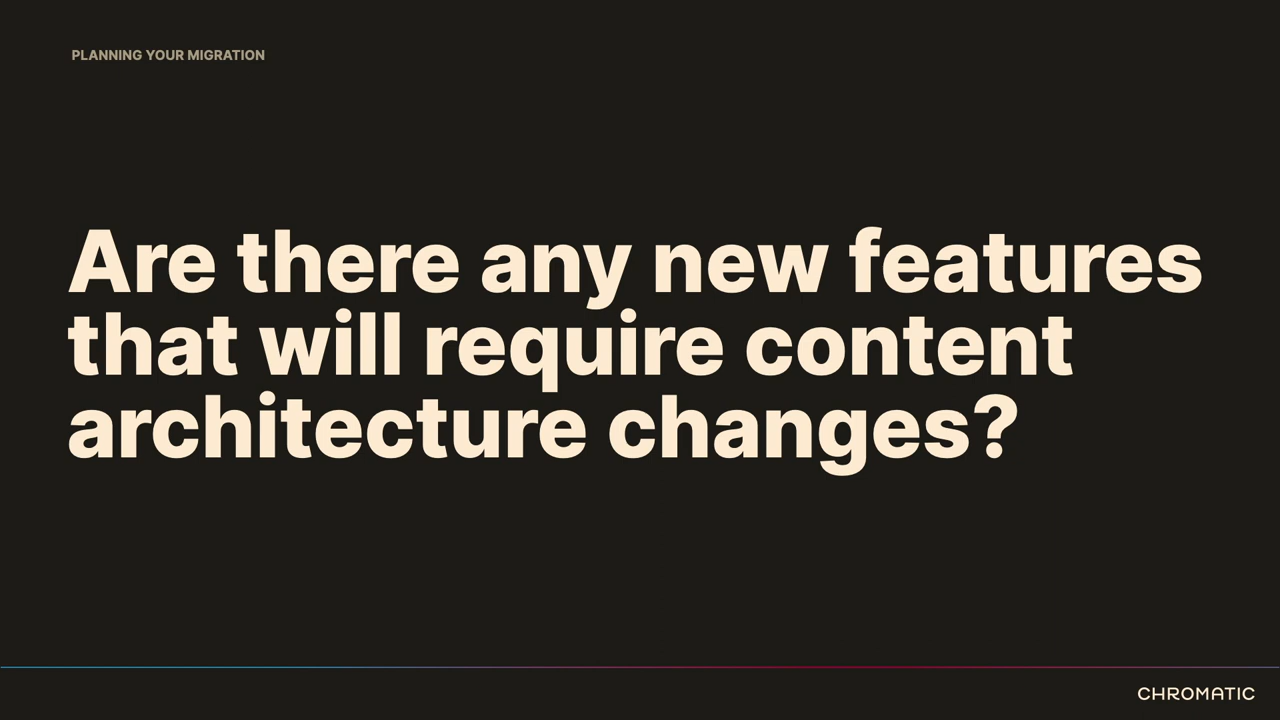 PLANNING YOUR MIGRATION
Are there any new features
that will require content
architecture changes?
CHROMATIC